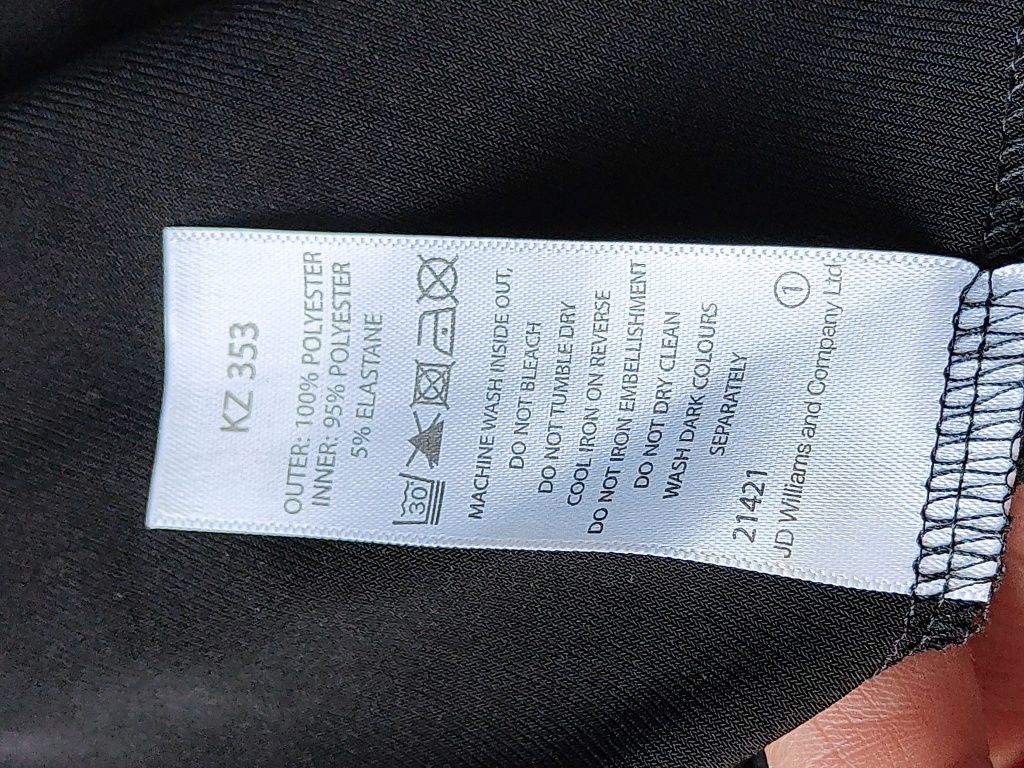 KZ 353
OUTER: 100% POLYESTER
INNER: 95% POLYESTER
5% ELASTANE
30
MACHINE WASH INSIDE OUT,
DO NOT BLEACH
DO NOT TUMBLE DRY
COOL IRON ON REVERSE
DO NOT IRON EMBELLISHMENT
DO NOT DRY CLEAN
WASH DARK COLOURS
SEPARATELY
21421 1
JD Williams and Company Ltd